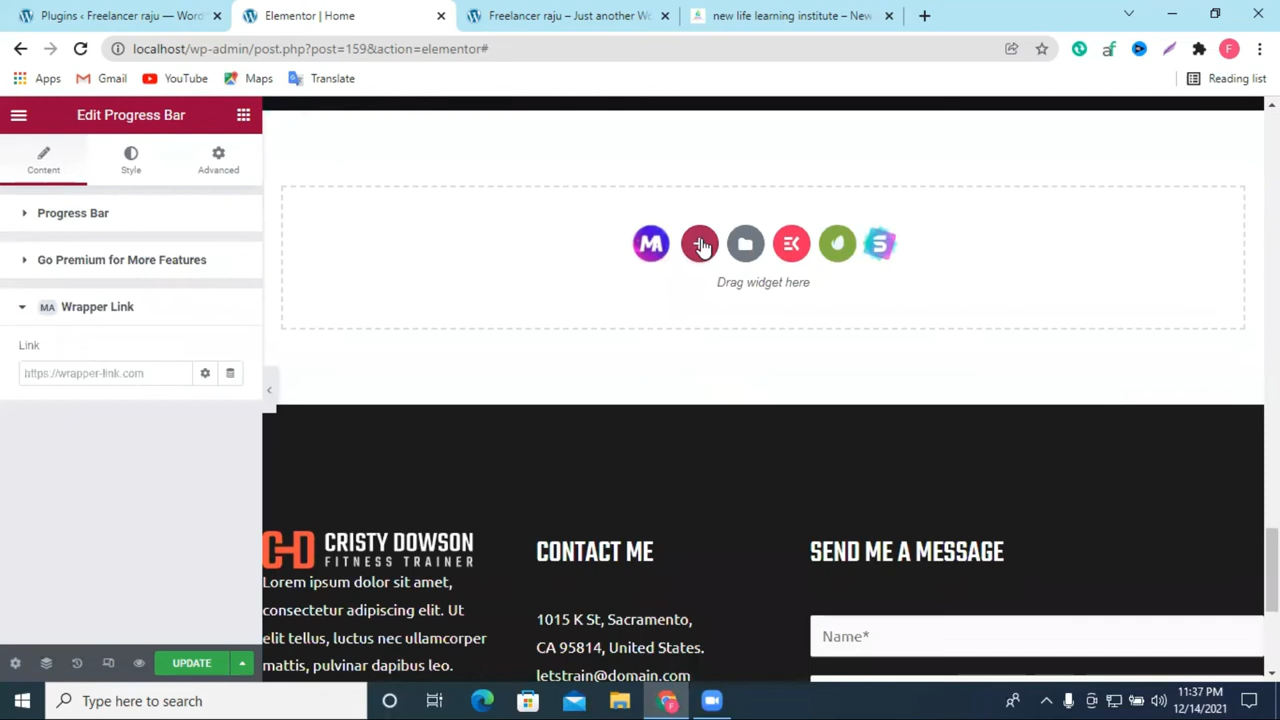 Plugins ‹ Freelancer raju — Word
Elementor | Home
Freelancer raju – Just another Wo
new life learning institute – New
localhost/wp-admin/post.php?post=159&action=elementor#
F
Apps
Gmail
YouTube
Maps
Translate
Reading list
Edit Progress Bar
Content
Style
Advanced
Progress Bar
Go Premium for More Features
MA
Wrapper Link
Link
https://wrapper-link.com
UPDATE
Drag widget here
CRISTY DOWSON
FITNESS TRAINER
Lorem ipsum dolor sit amet,
consectetur adipiscing elit. Ut
elit tellus, luctus nec ullamcorper
mattis, pulvinar dapibus leo.
CONTACT ME
1015 K St, Sacramento,
CA 95814, United States.
letstrain@domain.com
SEND ME A MESSAGE
Name*
Type here to search
11:37 PM
12/14/2021